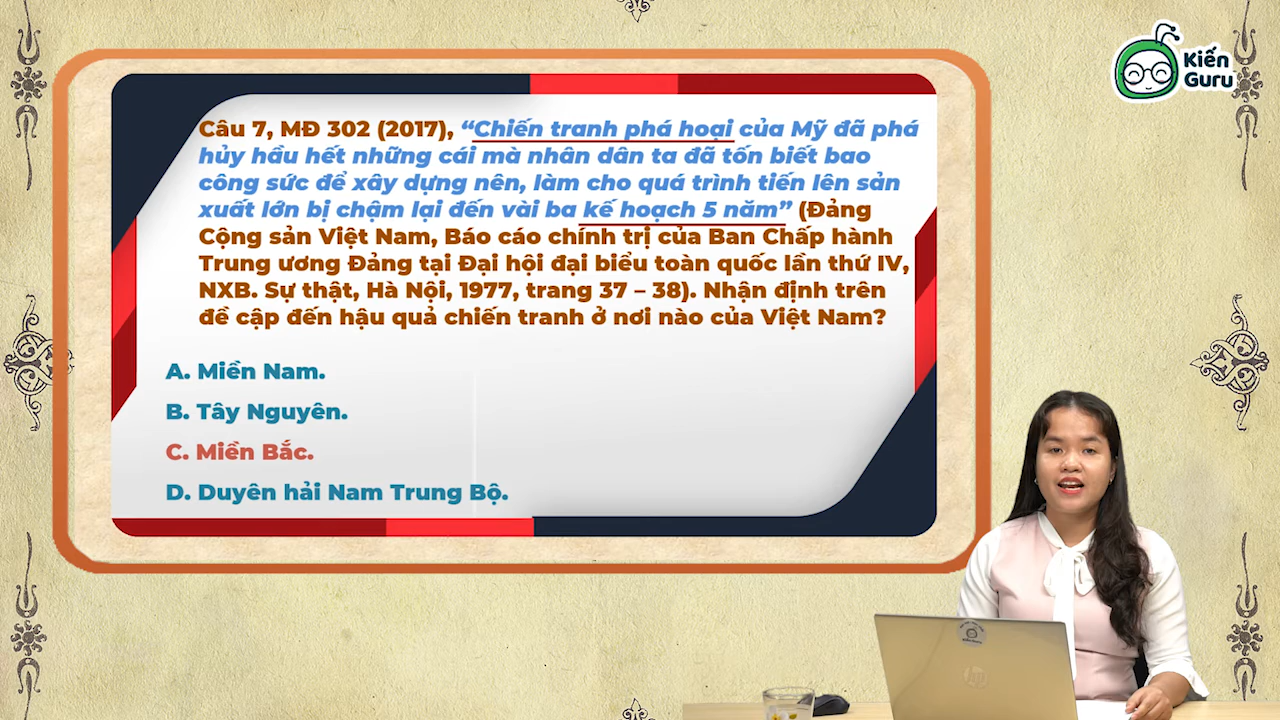 Kiến
Guru
Câu 7, MĐ 302 (2017), “Chiến tranh phá hoại của Mỹ đã phá
hủy hầu hết những cái mà nhân dân ta đã tốn biết bao
công sức để xây dựng nên, làm cho quá trình tiến lên sản
xuất lớn bị chậm lại đến vài ba kế hoạch 5 năm” (Đảng
Cộng sản Việt Nam, Báo cáo chính trị của Ban Chấp hành
Trung ương Đảng tại Đại hội đại biểu toàn quốc lần thứ IV,
NXB. Sự thật, Hà Nội, 1977, trang 37 – 38). Nhận định trên
đề cập đến hậu quả chiến tranh ở nơi nào của Việt Nam?
A. Miền Nam.
B. Tây Nguyên.
C. Miền Bắc.
D. Duyên hải Nam Trung Bộ.